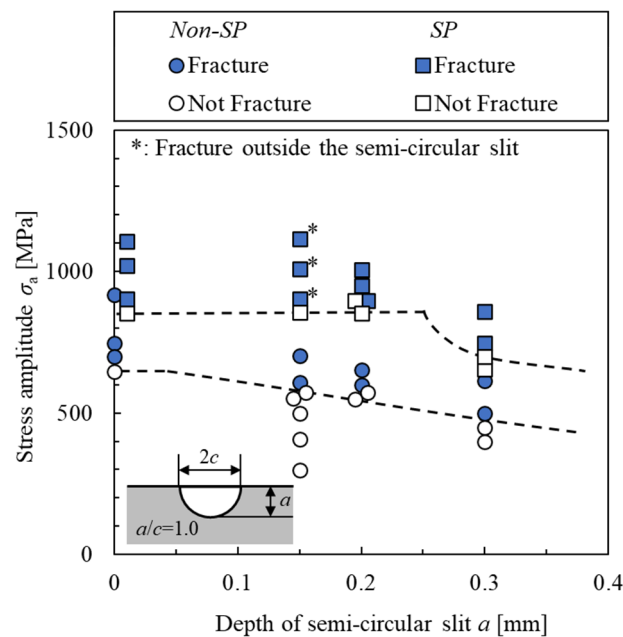 Non-SP SP
Fracture Fracture
Not Fracture Not Fracture
*: Fracture outside the semi-circular slit
1500
1000
500
0
Stress amplitude σa [MPa]
*
*
*
2c
a
a/c=1.0
0 0.1 0.2 0.3 0.4
Depth of semi-circular slit a [mm]